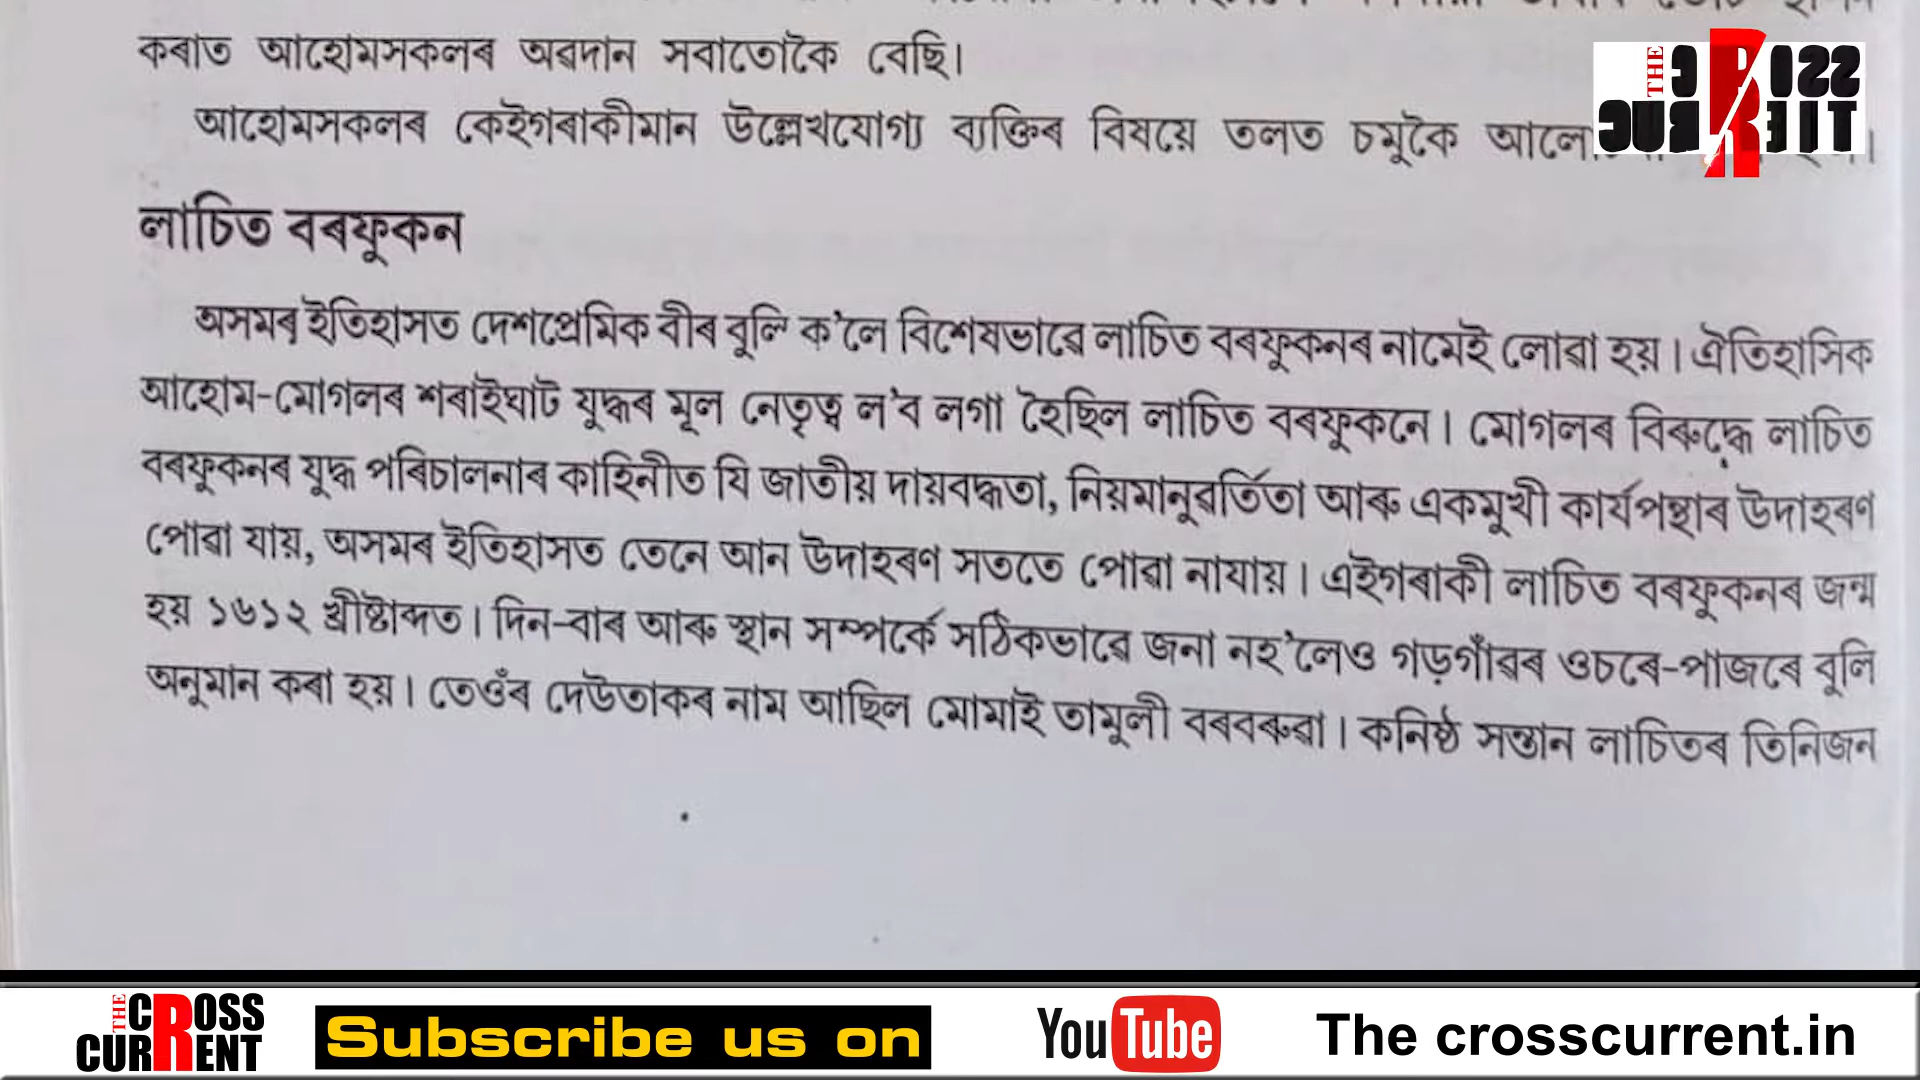 কৰাত আহোমসকলৰ অৱদান সবাতোকৈ বেছি।
আহোমসকলৰ কেইগৰাকীমান উল্লেখযোগ্য ব্যক্তিৰ বিষয়ে তলত চমুকৈ
লাচিত বৰফুকন
অসমৰ ইতিহাসত দেশপ্ৰেমিক বীৰ বুলি ক'লে বিশেষভাৱে লাচিত বৰফুকনৰ নামেই লোৱা হয়। ঐতিহাসিক
আহোম-মোগলৰ শৰাইঘাট যুদ্ধৰ মূল নেতৃত্ব ল'ব লগা হৈছিল লাচিত বৰফুকনে। মোগলৰ বিৰুদ্ধে লাচিত
বৰফুকনৰ যুদ্ধ পৰিচালনাৰ কাহিনীত যি জাতীয় দায়বদ্ধতা, নিয়মানুৱৰ্তিতা আৰু একমুখী কাৰ্যপন্থাৰ উদাহৰণ
পোৱা যায়, অসমৰ ইতিহাসত তেনে আন উদাহৰণ সততে পোৱা নাযায়। এইগৰাকী লাচিত বৰফুকনৰ জন্ম
হয় ১৬১২ খ্ৰীষ্টাব্দত। দিন-বাৰ আৰু স্থান সম্পৰ্কে সঠিকভাৱে জনা নহ'লেও গড়গাঁৱৰ ওচৰে-পাজৰে বুলি
অনুমান কৰা হয়। তেওঁৰ দেউতাকৰ নাম আছিল মোমাই তামুলী বৰবৰুৱা। কনিষ্ঠ সন্তান লাচিতৰ তিনিজন
THE CROSS CURRENT
Subscribe us on
YouTube
The crosscurrent.in